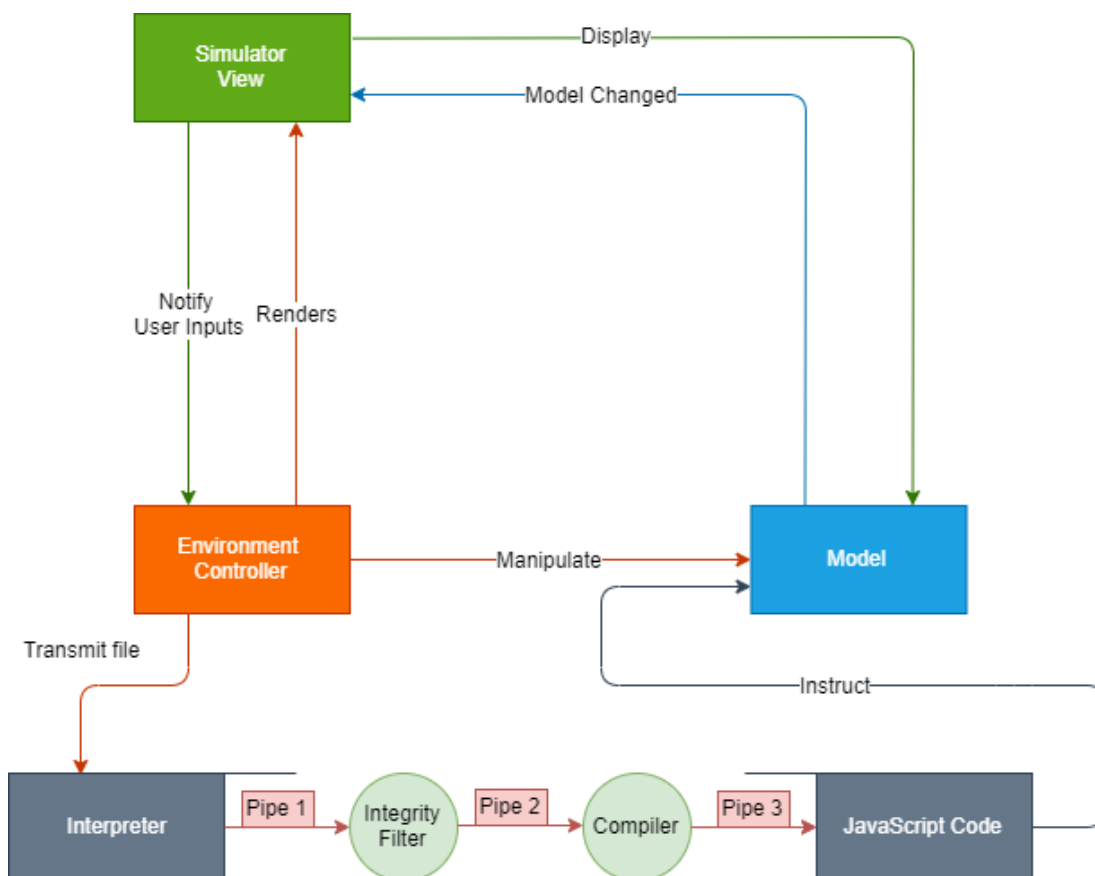 Simulator
View
Display
Model Changed
Notify
User Inputs
Renders
Environment
Controller
Manipulate
Model
Transmit file
Instruct
Interpreter
Pipe 1
Integrity
Filter
Pipe 2
Compiler
Pipe 3
JavaScript Code